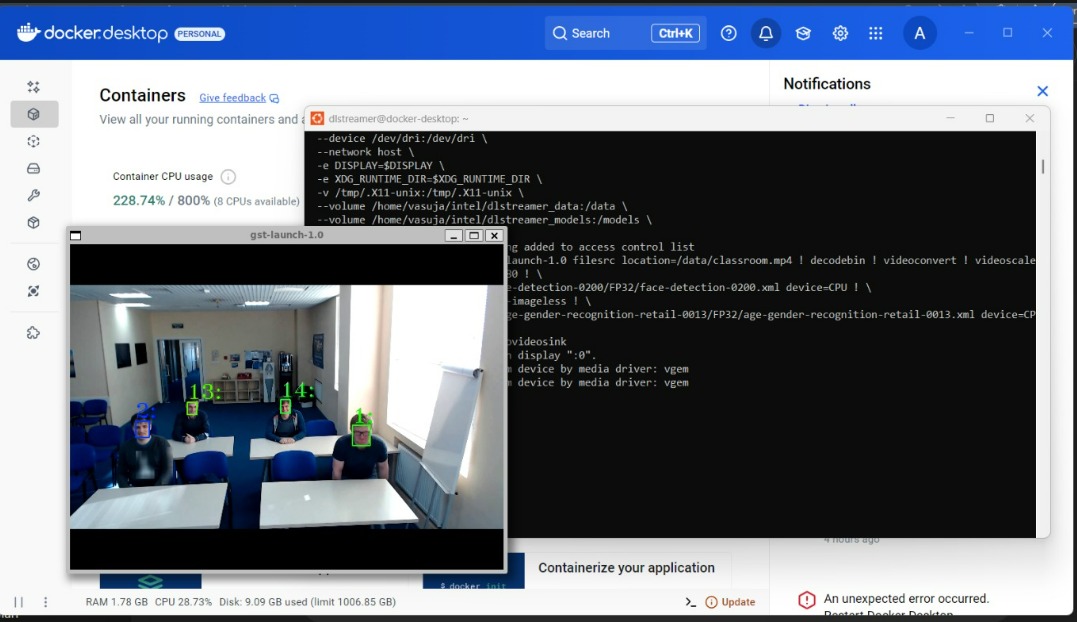 docker.desktop PERSONAL
Search Ctrl+K
A
Containers Give feedback
View all your running containers and
Container CPU usage
228.74% / 800% (8 CPUs available)
Notifications
dlstreamer@docker-desktop: ~
--device /dev/dri:/dev/dri \
--network host \
-e DISPLAY=$DISPLAY \
-e XDG_RUNTIME_DIR=$XDG_RUNTIME_DIR \
-v /tmp/.X11-unix:/tmp/.X11-unix \
--volume /home/vasuja/intel/dlstreamer_data:/data \
--volume /home/vasuja/intel/dlstreamer_models:/models \
ng added to access control list
launch-1.0 filesrc location=/data/classroom.mp4 ! decodebin ! videoconvert ! videoscale
80 ! \
e-detection-0200/FP32/face-detection-0200.xml device=CPU ! \
-imageless ! \
ge-gender-recognition-retail-0013/FP32/age-gender-recognition-retail-0013.xml device=CP
ovideosink
n display ":0".
m device by media driver: vgem
m device by media driver: vgem
gst-launch-1.0
2:
13:
14:
1:
4 hours ago
$ docker init
Containerize your application
An unexpected error occurred.
Restart Docker Desktop
RAM 1.78 GB CPU 28.73% Disk: 9.09 GB used (limit 1006.85 GB)
>_ Update